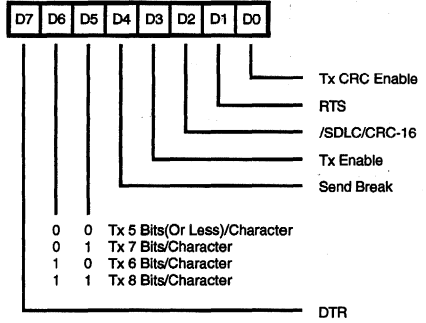 D7 D6 D5 D4 D3 D2 D1 D0
Tx CRC Enable
RTS
/SDLC/CRC-16
Tx Enable
Send Break
0 0 Tx 5 Bits(Or Less)/Character
0 1 Tx 7 Bits/Character
1 0 Tx 6 Bits/Character
1 1 Tx 8 Bits/Character
DTR